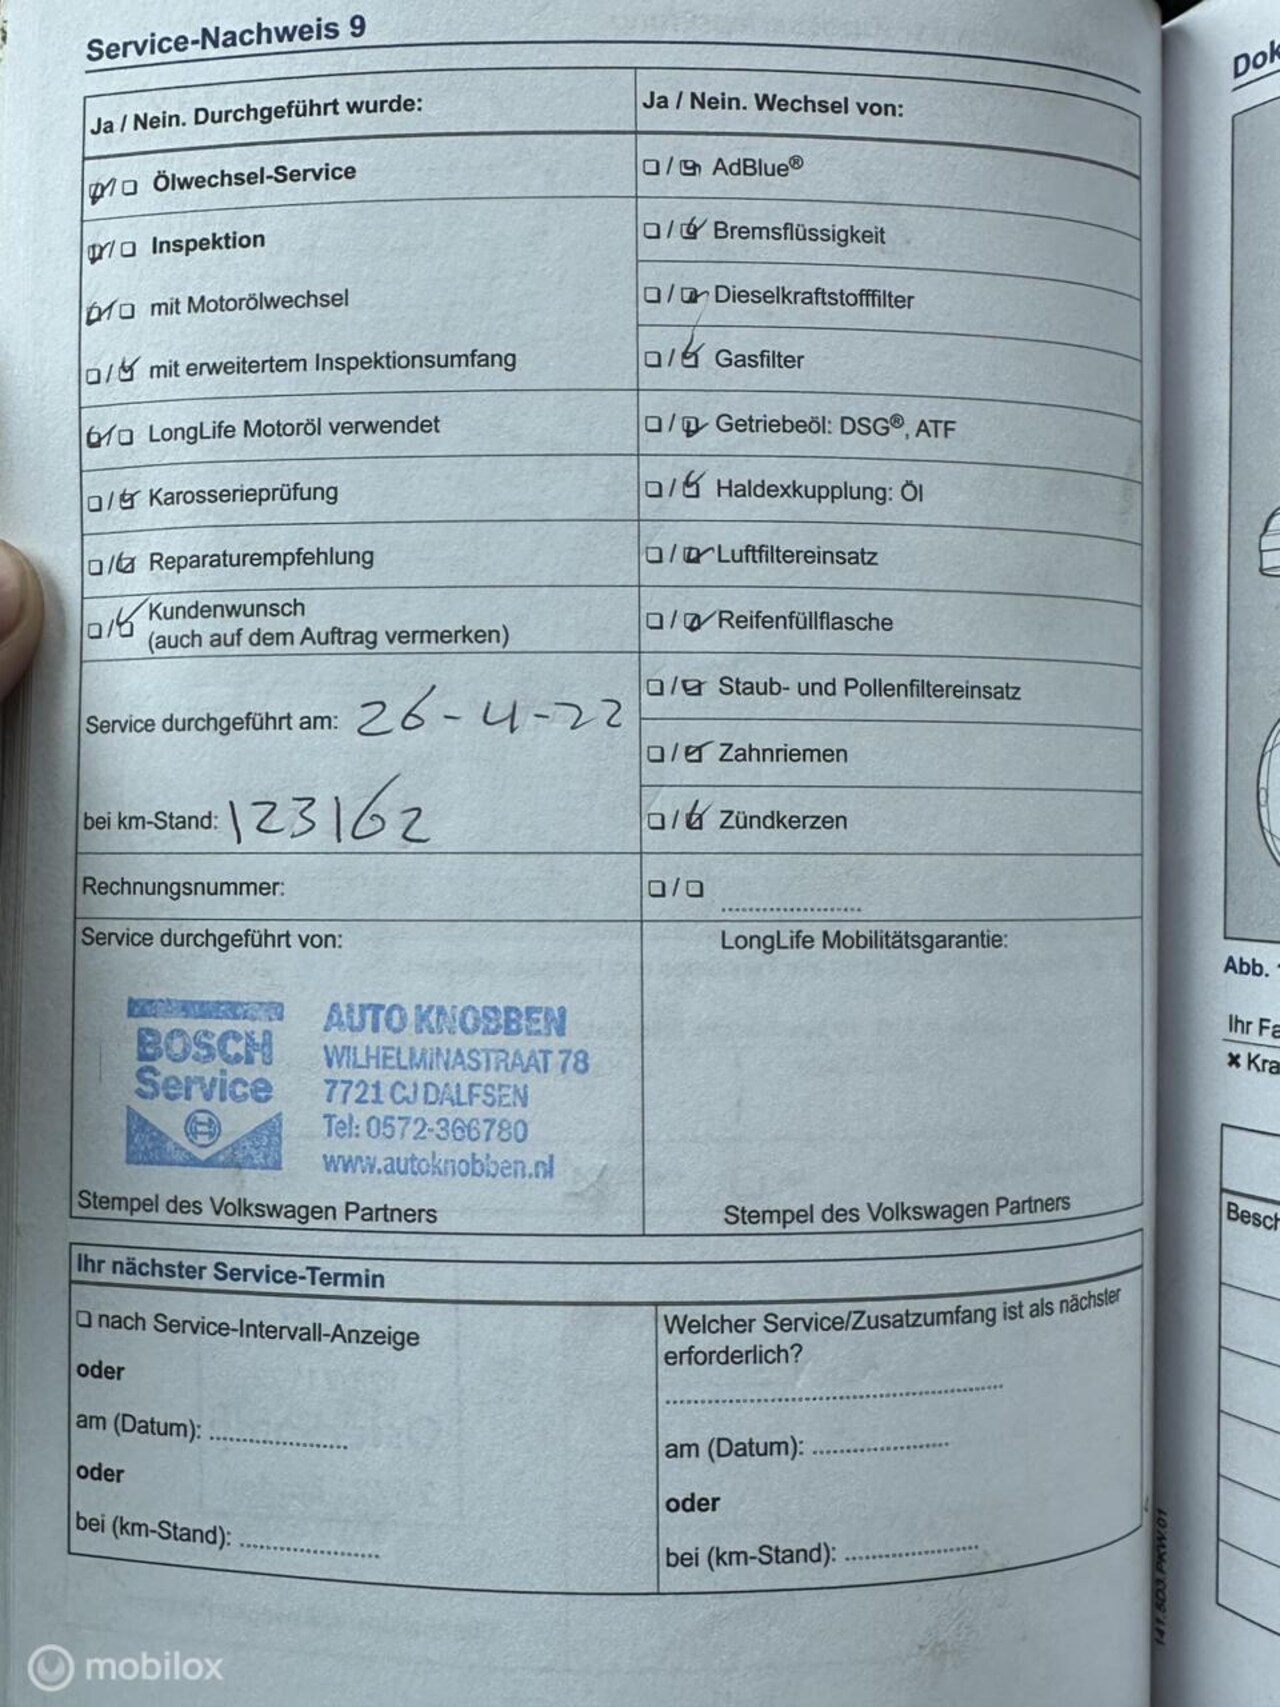 Service-Nachweis 9
Ja / Nein. Durchgeführt wurde:
Ölwechsel-Service
Inspektion
mit Motorölwechsel
mit erweitertem Inspektionsumfang
LongLife Motoröl verwendet
Karosserieprüfung
Reparaturempfehlung
Kundenwunsch
(auch auf dem Auftrag vermerken)
Service durchgeführt am: 26-4-22
bei km-Stand: 123162
Rechnungsnummer:
Service durchgeführt von:
BOSCH
Service
AUTO KNOBBEN
WILHELMINASTRAAT 78
7721 CJ DALFSEN
Tel: 0572-366780
www.autoknobben.nl
Stempel des Volkswagen Partners
Ja / Nein. Wechsel von:
AdBlue®
Bremsflüssigkeit
Dieselkraftstofffilter
Gasfilter
Getriebeöl: DSG®, ATF
Haldexkupplung: Öl
Luftfiltereinsatz
Reifenfüllflasche
Staub- und Pollenfiltereinsatz
Zahnriemen
Zündkerzen
LongLife Mobilitätsgarantie:
Stempel des Volkswagen Partners
Ihr nächster Service-Termin
nach Service-Intervall-Anzeige
oder
am (Datum):
oder
bei (km-Stand):
Welcher Service/Zusatzumfang ist als nächster
erforderlich?
am (Datum):
oder
bei (km-Stand):
141.5D3.PKW.01
Dok
Abb. 1
Ihr Fa
Kra
Besch
mobilox